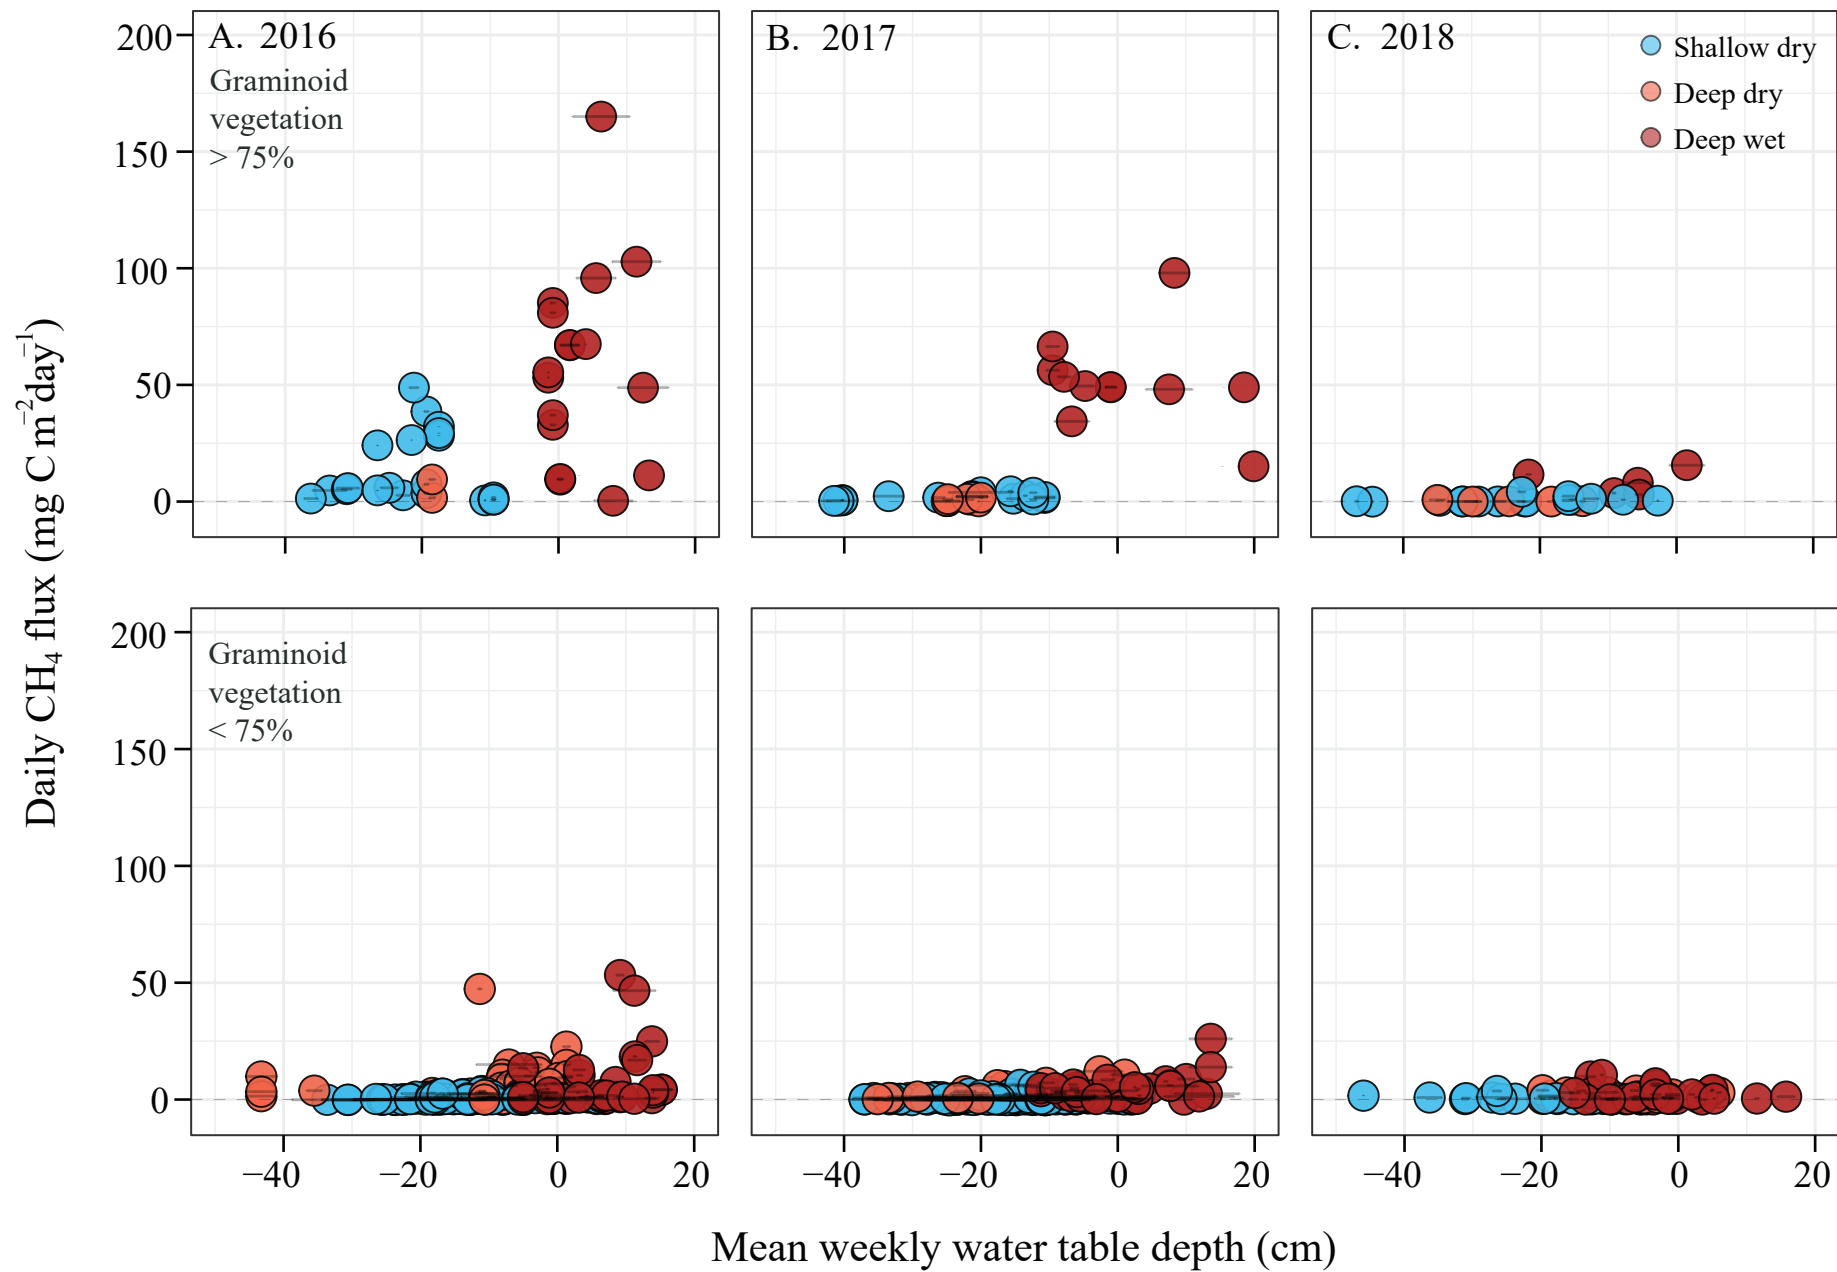 A. 2016
Graminoid
vegetation
> 75%
B. 2017
C. 2018
Shallow dry
Deep dry
Deep wet
200
150
100
50
0
Graminoid
vegetation
< 75%
200
150
100
50
0
−40 −20 0 20
−40 −20 0 20
−40 −20 0 20
Daily CH₄ flux (mg C m⁻² day⁻¹)
Mean weekly water table depth (cm)